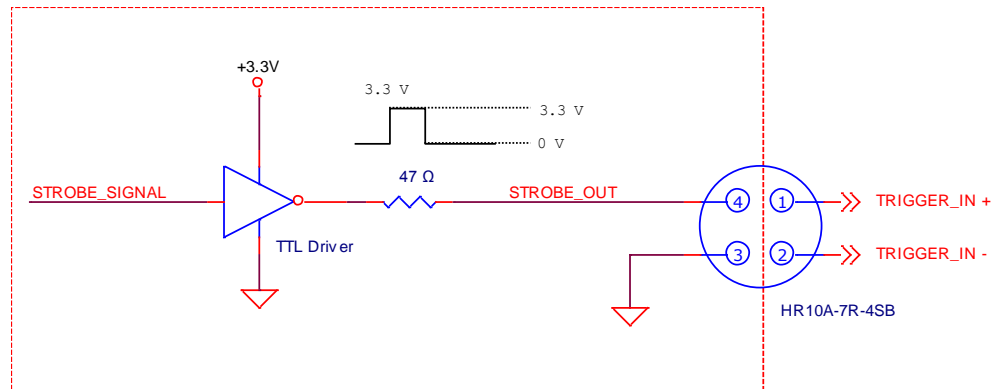 +3.3V
3.3 V
3.3 V
0 V
STROBE_SIGNAL
47 Ω
STROBE_OUT
4
1
TRIGGER_IN +
TTL Driver
3
2
TRIGGER_IN -
HR10A-7R-4SB